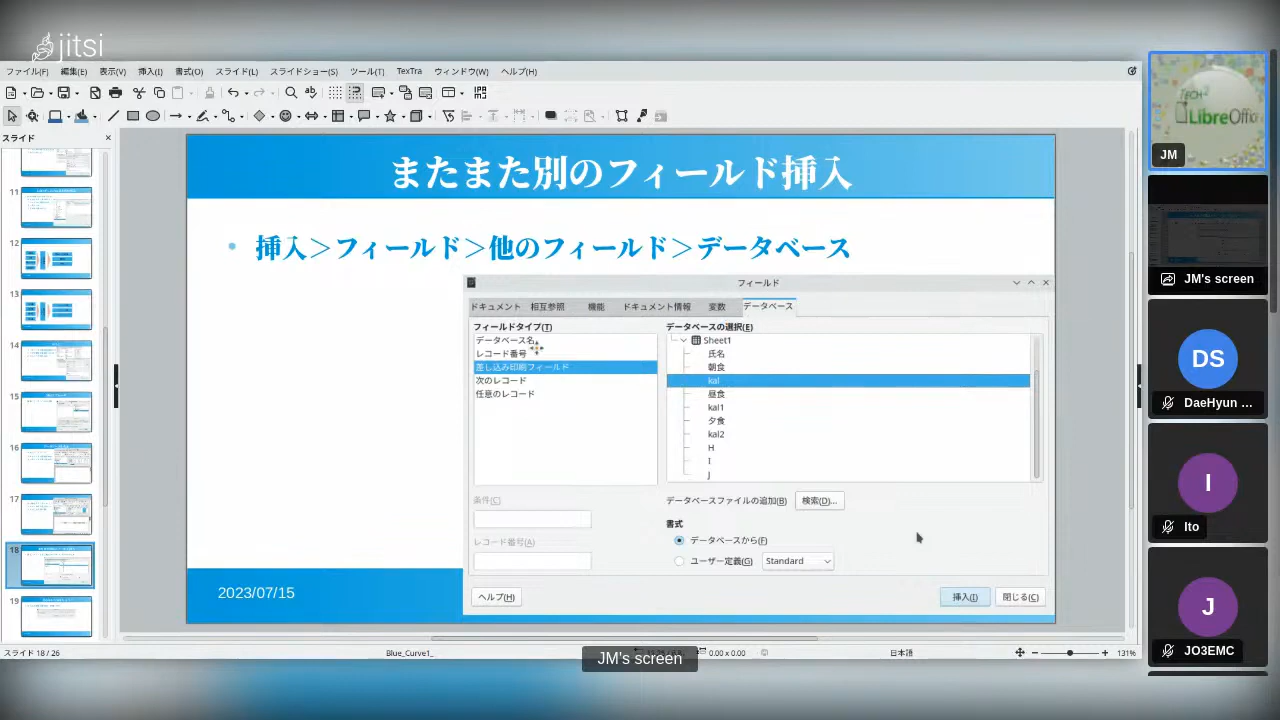 jitsi
ファイル(F) 編集(E) 表示(V) 挿入(I) 書式(O) スライド(L) スライドショー(S) ツール(T) TexTra ウィンドウ(W) ヘルプ(H)
スライド
11
12
13
14
15
16
17
18
19
またまた別のフィールド挿入
挿入＞フィールド＞他のフィールド＞データベース
フィールド
ドキュメント 相互参照 機能 ドキュメント情報 変数 データベース
フィールドタイプ(T)
データベース名
レコード番号
差し込み印刷フィールド
次のレコード
任意のレコード
条件(C)
レコード番号(A)
データベースの選択(E)
Sheet1
氏名
朝食
kal
昼食
kal1
夕食
kal2
H
I
J
データベースファイルの追加(B) 検索(D)...
書式
データベースから(F)
ユーザー定義(G) Standard
ヘルプ(H) 挿入(I) 閉じる(C)
2023/07/15
スライド 18 / 26 Blue_Curve1_ 0.00 x 0.00 日本語 131%
JM's screen
TECH
LibreOffi
JM
JM's screen
DS
DaeHyun ...
I
Ito
J
JO3EMC